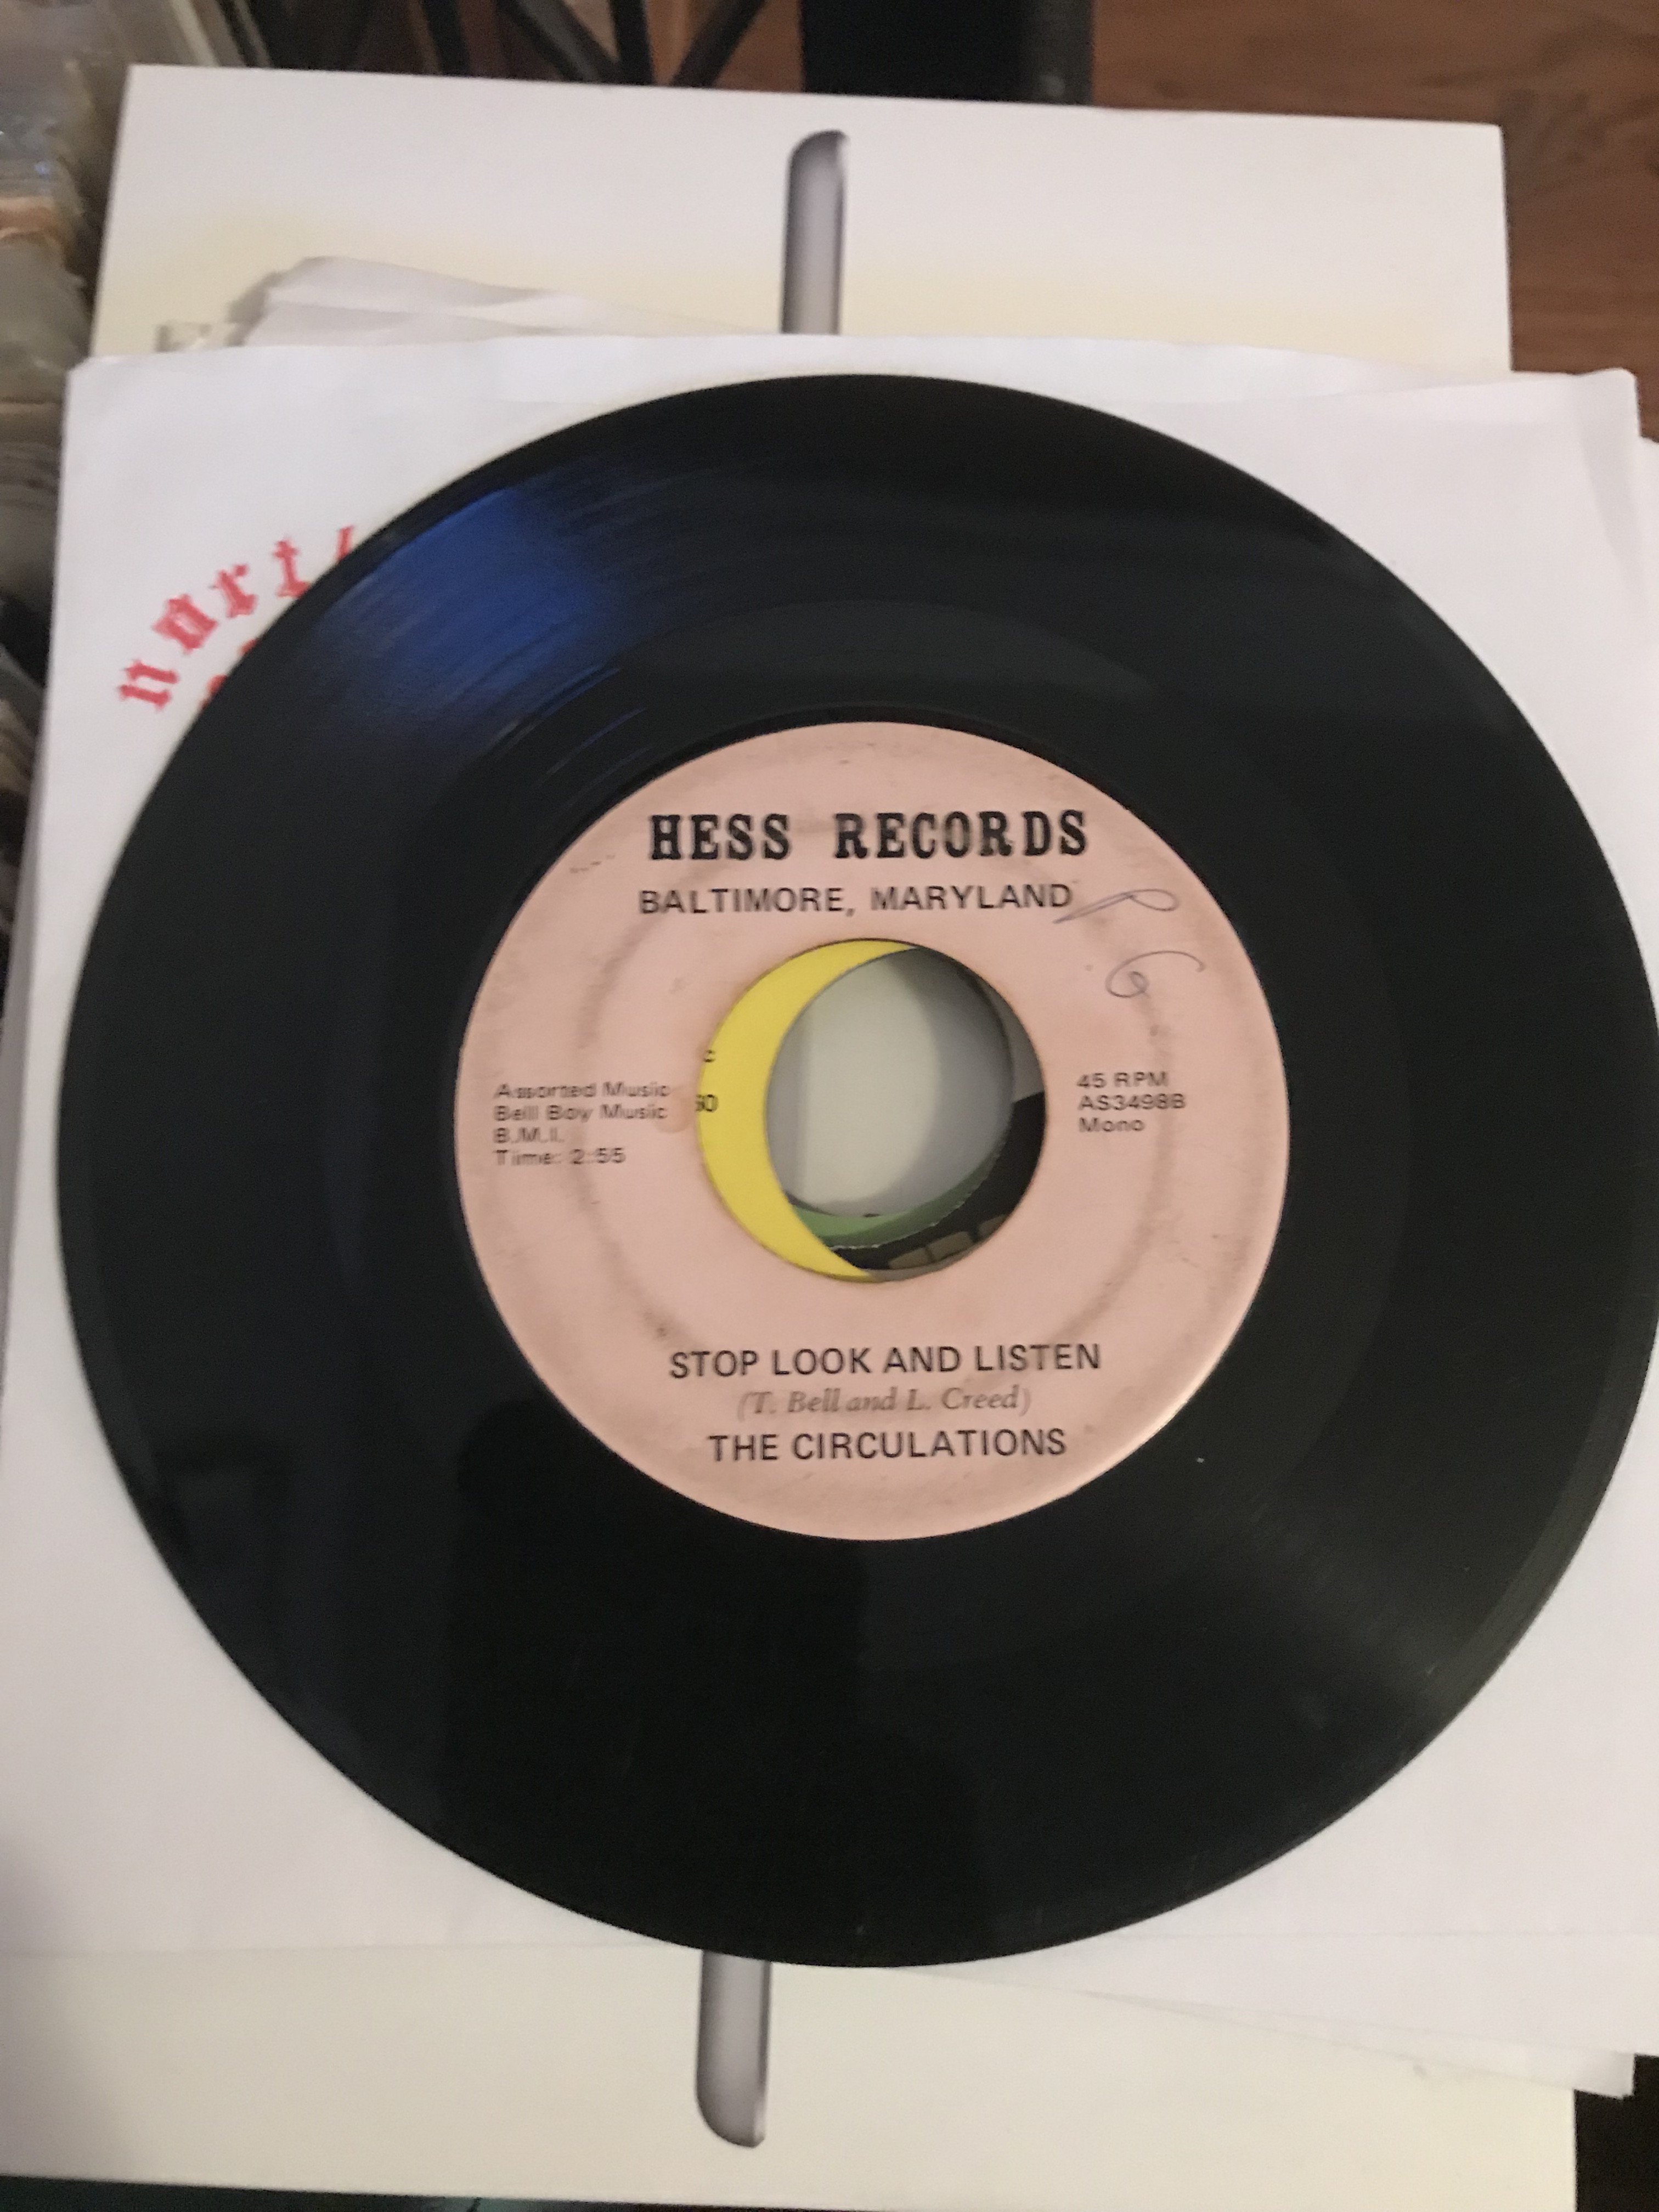 HESS RECORDS
BALTIMORE, MARYLAND
Assorted Music
Bell Boy Music
B.M.I.
Time: 2:55
45 RPM
AS3498B
Mono
STOP LOOK AND LISTEN
(T. Bell and L. Creed)
THE CIRCULATIONS